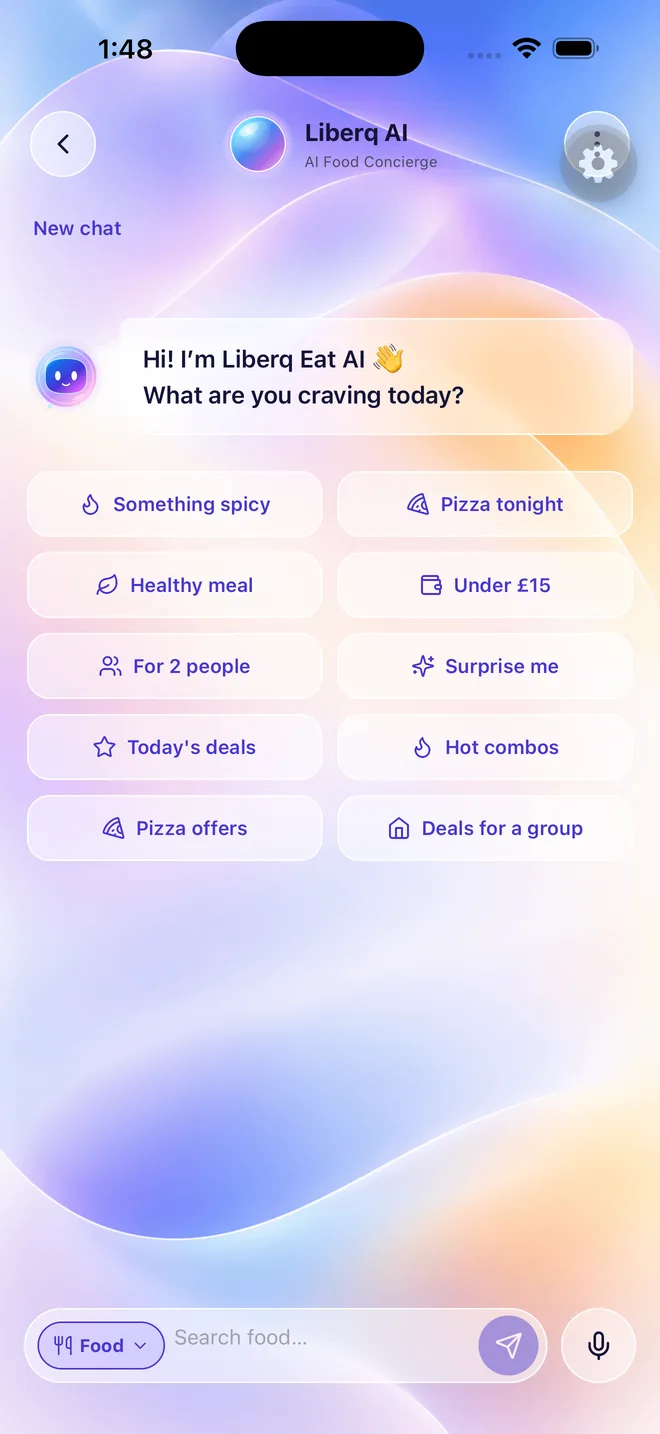 1:48
Liberq AI
AI Food Concierge
New chat
Hi! I’m Liberq Eat AI 👋
What are you craving today?
Something spicy
Pizza tonight
Healthy meal
Under £15
For 2 people
Surprise me
Today's deals
Hot combos
Pizza offers
Deals for a group
Food
Search food...